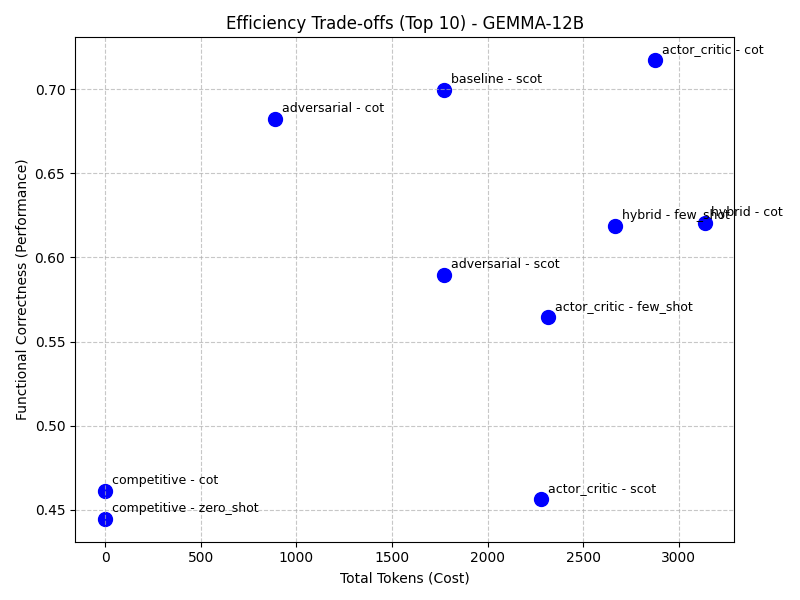 Efficiency Trade-offs (Top 10) - GEMMA-12B
actor_critic - cot
baseline - scot
adversarial - cot
hybrid - few_shot
hybrid - cot
adversarial - scot
actor_critic - few_shot
competitive - cot
actor_critic - scot
competitive - zero_shot
Functional Correctness (Performance)
0.70
0.65
0.60
0.55
0.50
0.45
0
500
1000
1500
2000
2500
3000
Total Tokens (Cost)